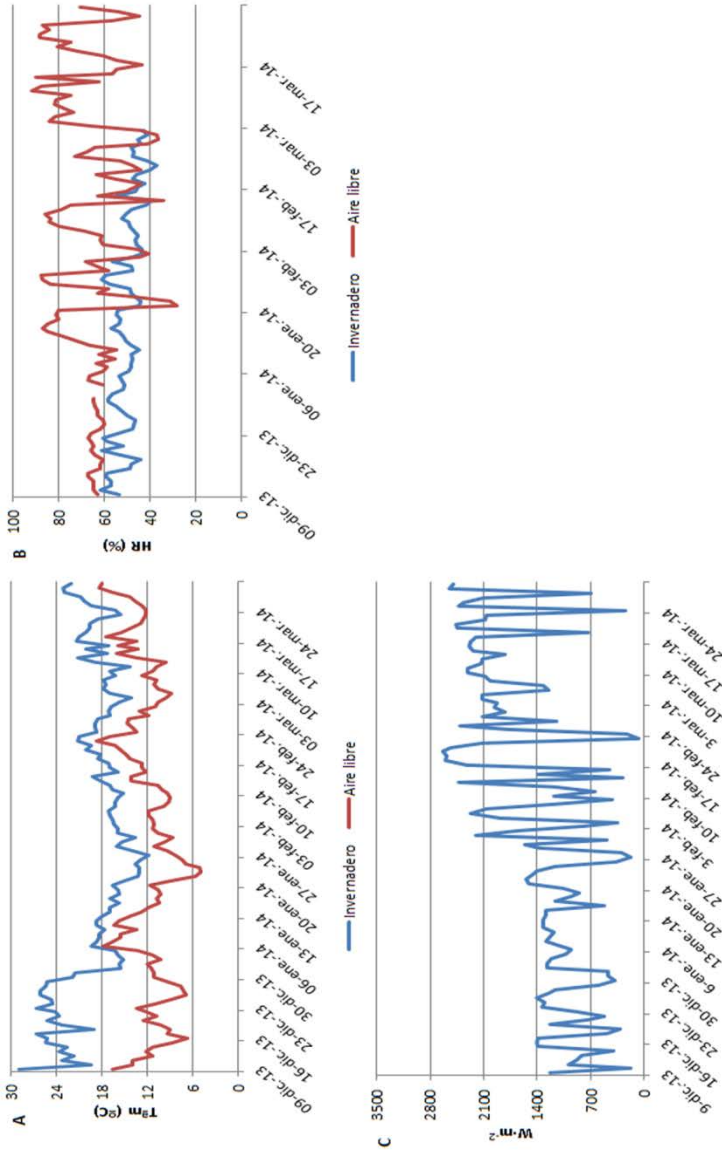 A
Tªm (ºC)
30
24
18
12
6
0
09-dic.-13
16-dic.-13
23-dic.-13
30-dic.-13
06-ene.-14
13-ene.-14
20-ene.-14
27-ene.-14
03-feb.-14
10-feb.-14
17-feb.-14
24-feb.-14
03-mar.-14
10-mar.-14
17-mar.-14
24-mar.-14
Invernadero
Aire libre
B
HR (%)
100
80
60
40
20
0
09-dic.-13
23-dic.-13
06-ene.-14
20-ene.-14
03-feb.-14
17-feb.-14
03-mar.-14
17-mar.-14
Invernadero
Aire libre
C
W·m⁻²
3500
2800
2100
1400
700
0
9-dic.-13
16-dic.-13
23-dic.-13
30-dic.-13
6-ene.-14
13-ene.-14
20-ene.-14
27-ene.-14
3-feb.-14
10-feb.-14
17-feb.-14
24-feb.-14
3-mar.-14
10-mar.-14
17-mar.-14
24-mar.-14